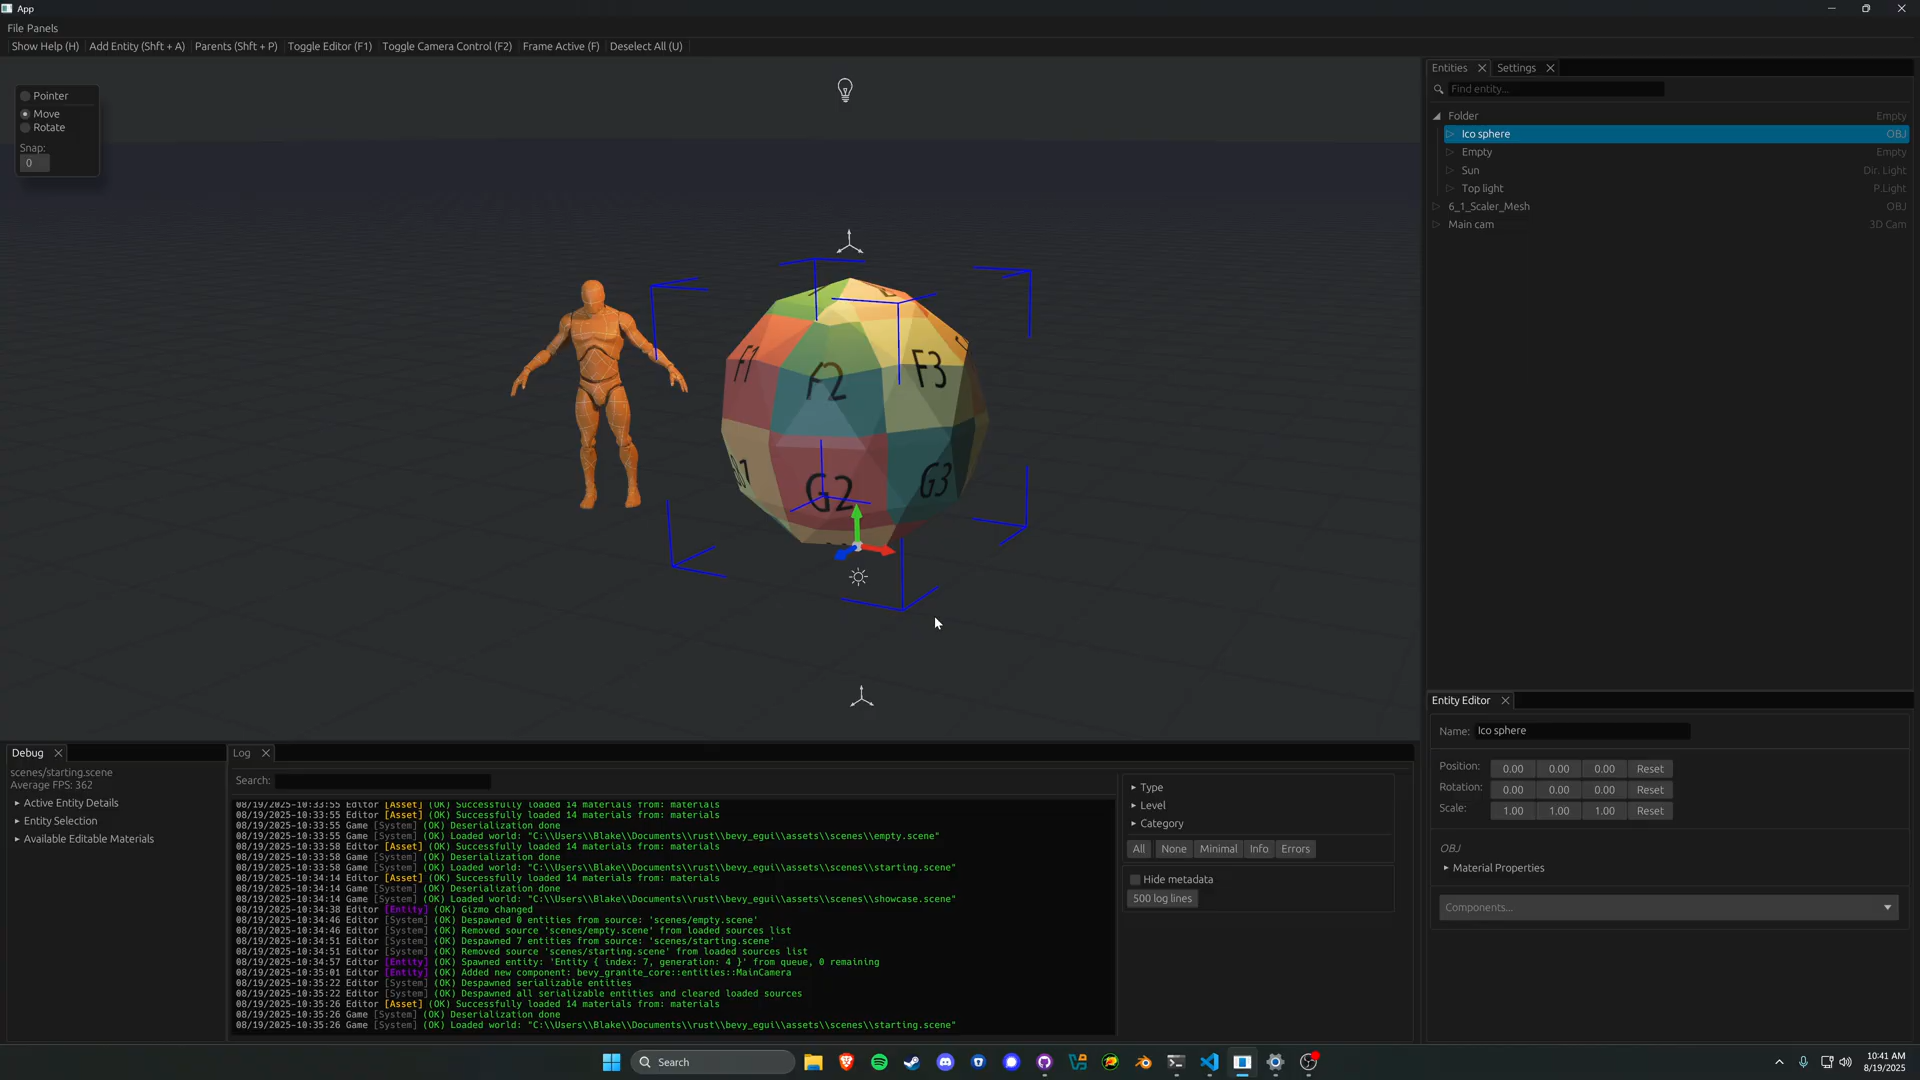 App
File Panels
Show Help (H) Add Entity (Shft + A) Parents (Shft + P) Toggle Editor (F1) Toggle Camera Control (F2) Frame Active (F) Deselect All (U)
Pointer
Move
Rotate
Snap:
0
F1
F2
F3
G2
G3
Entities
Settings
Find entity...
Folder Empty
Ico sphere OBJ
Empty Empty
Sun Dir. Light
Top light P.Light
6_1_Scaler_Mesh OBJ
Main cam 3D Cam
Entity Editor
Name: Ico sphere
Position: 0.00 0.00 0.00 Reset
Rotation: 0.00 0.00 0.00 Reset
Scale: 1.00 1.00 1.00 Reset
OBJ
Material Properties
Components...
Debug
scenes/starting.scene
Average FPS: 362
Active Entity Details
Entity Selection
Available Editable Materials
Log
Search:
08/19/2025-10:33:55 Editor [Asset] (OK) Successfully loaded 14 materials from: materials
08/19/2025-10:33:55 Editor [Asset] (OK) Successfully loaded 14 materials from: materials
08/19/2025-10:33:55 Game [System] (OK) Deserialization done
08/19/2025-10:33:55 Game [System] (OK) Loaded world: "C:\\Users\\Blake\\Documents\\rust\\bevy_egui\\assets\\scenes\\empty.scene"
08/19/2025-10:33:58 Editor [Asset] (OK) Successfully loaded 14 materials from: materials
08/19/2025-10:33:58 Game [System] (OK) Deserialization done
08/19/2025-10:33:58 Game [System] (OK) Loaded world: "C:\\Users\\Blake\\Documents\\rust\\bevy_egui\\assets\\scenes\\starting.scene"
08/19/2025-10:34:14 Editor [Asset] (OK) Successfully loaded 14 materials from: materials
08/19/2025-10:34:14 Game [System] (OK) Deserialization done
08/19/2025-10:34:14 Game [System] (OK) Loaded world: "C:\\Users\\Blake\\Documents\\rust\\bevy_egui\\assets\\scenes\\showcase.scene"
08/19/2025-10:34:38 Editor [Entity] (OK) Gizmo changed
08/19/2025-10:34:46 Editor [System] (OK) Despawned 0 entities from source: 'scenes/empty.scene'
08/19/2025-10:34:46 Editor [System] (OK) Removed source 'scenes/empty.scene' from loaded sources list
08/19/2025-10:34:51 Editor [System] (OK) Despawned 7 entities from source: 'scenes/starting.scene'
08/19/2025-10:34:51 Editor [System] (OK) Removed source 'scenes/starting.scene' from loaded sources list
08/19/2025-10:34:57 Editor [Entity] (OK) Spawned entity: 'Entity { index: 7, generation: 4 }' from queue, 0 remaining
08/19/2025-10:35:01 Editor [Entity] (OK) Added new component: bevy_granite_core::entities::MainCamera
08/19/2025-10:35:22 Editor [System] (OK) Despawned serializable entities
08/19/2025-10:35:22 Editor [System] (OK) Despawned all serializable entities and cleared loaded sources
08/19/2025-10:35:26 Editor [Asset] (OK) Successfully loaded 14 materials from: materials
08/19/2025-10:35:26 Game [System] (OK) Deserialization done
08/19/2025-10:35:26 Game [System] (OK) Loaded world: "C:\\Users\\Blake\\Documents\\rust\\bevy_egui\\assets\\scenes\\starting.scene"
Type
Level
Category
All None Minimal Info Errors
Hide metadata
500 log lines
Search
10:41 AM
8/19/2025